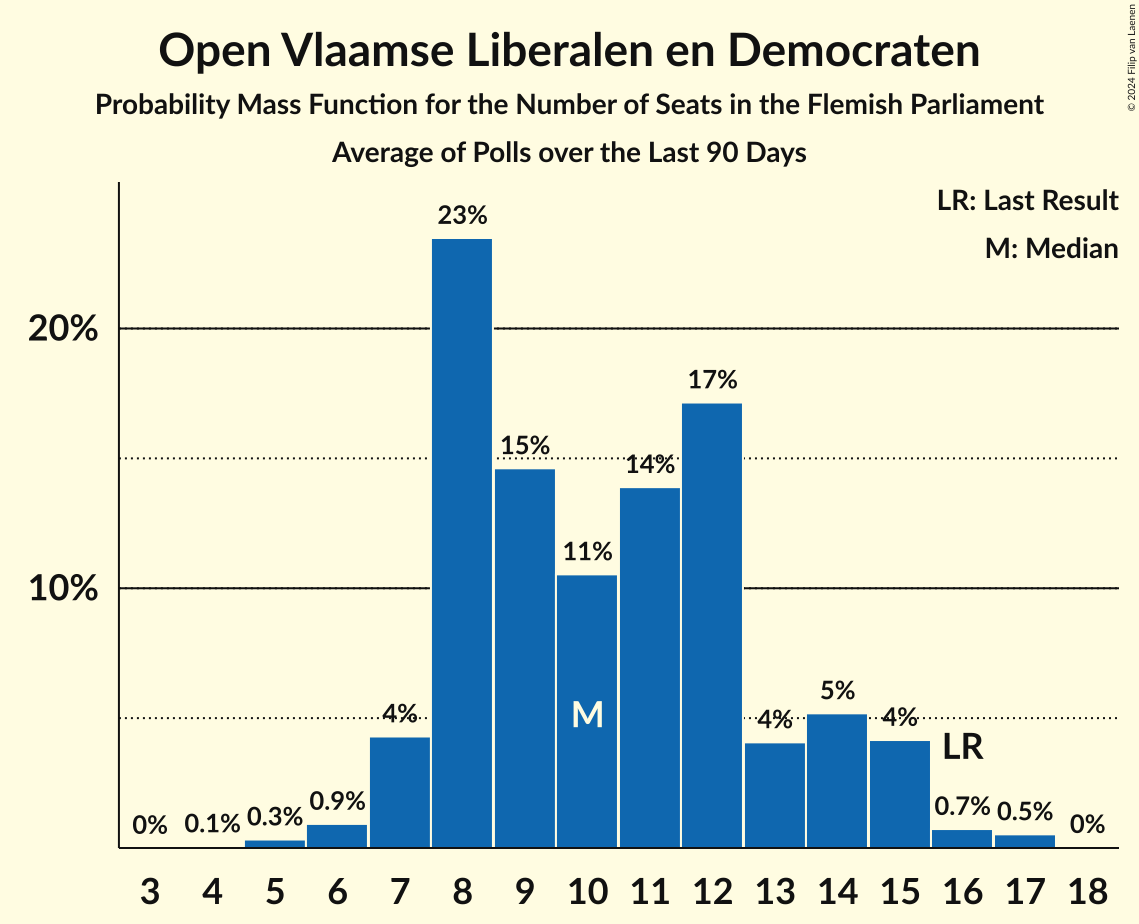 Open Vlaamse Liberalen en Democraten
Probability Mass Function for the Number of Seats in the Flemish Parliament
Average of Polls over the Last 90 Days
© 2024 Filip van Laenen
LR: Last Result
M: Median
20%
10%
0%
0.1%
0.3%
0.9%
4%
23%
15%
11%
14%
17%
4%
5%
4%
0.7%
0.5%
0%
M
LR
3 4 5 6 7 8 9 10 11 12 13 14 15 16 17 18